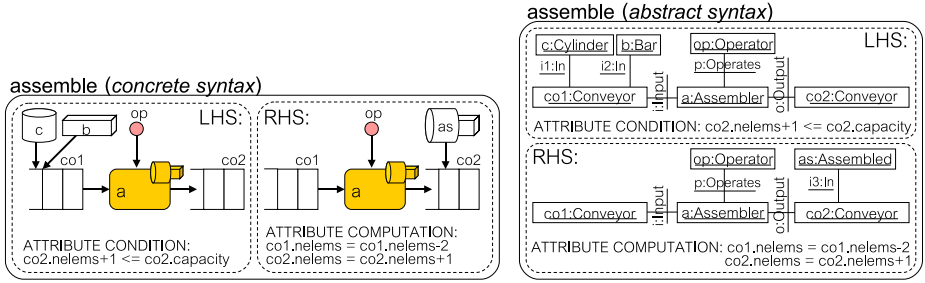 assemble (concrete syntax)
LHS:
c
b
op
co1
a
co2
ATTRIBUTE CONDITION:
co2.nelems+1 <= co2.capacity
RHS:
op
as
co1
a
co2
ATTRIBUTE COMPUTATION:
co1.nelems = co1.nelems-2
co2.nelems = co2.nelems+1
assemble (abstract syntax)
LHS:
c:Cylinder
b:Bar
op:Operator
i1:In
i2:In
p:Operates
co1:Conveyor
i:Input
a:Assembler
o:Output
co2:Conveyor
ATTRIBUTE CONDITION: co2.nelems+1 <= co2.capacity
RHS:
op:Operator
as:Assembled
p:Operates
i3:In
co1:Conveyor
i:Input
a:Assembler
o:Output
co2:Conveyor
ATTRIBUTE COMPUTATION: co1.nelems = co1.nelems-2
co2.nelems = co2.nelems+1